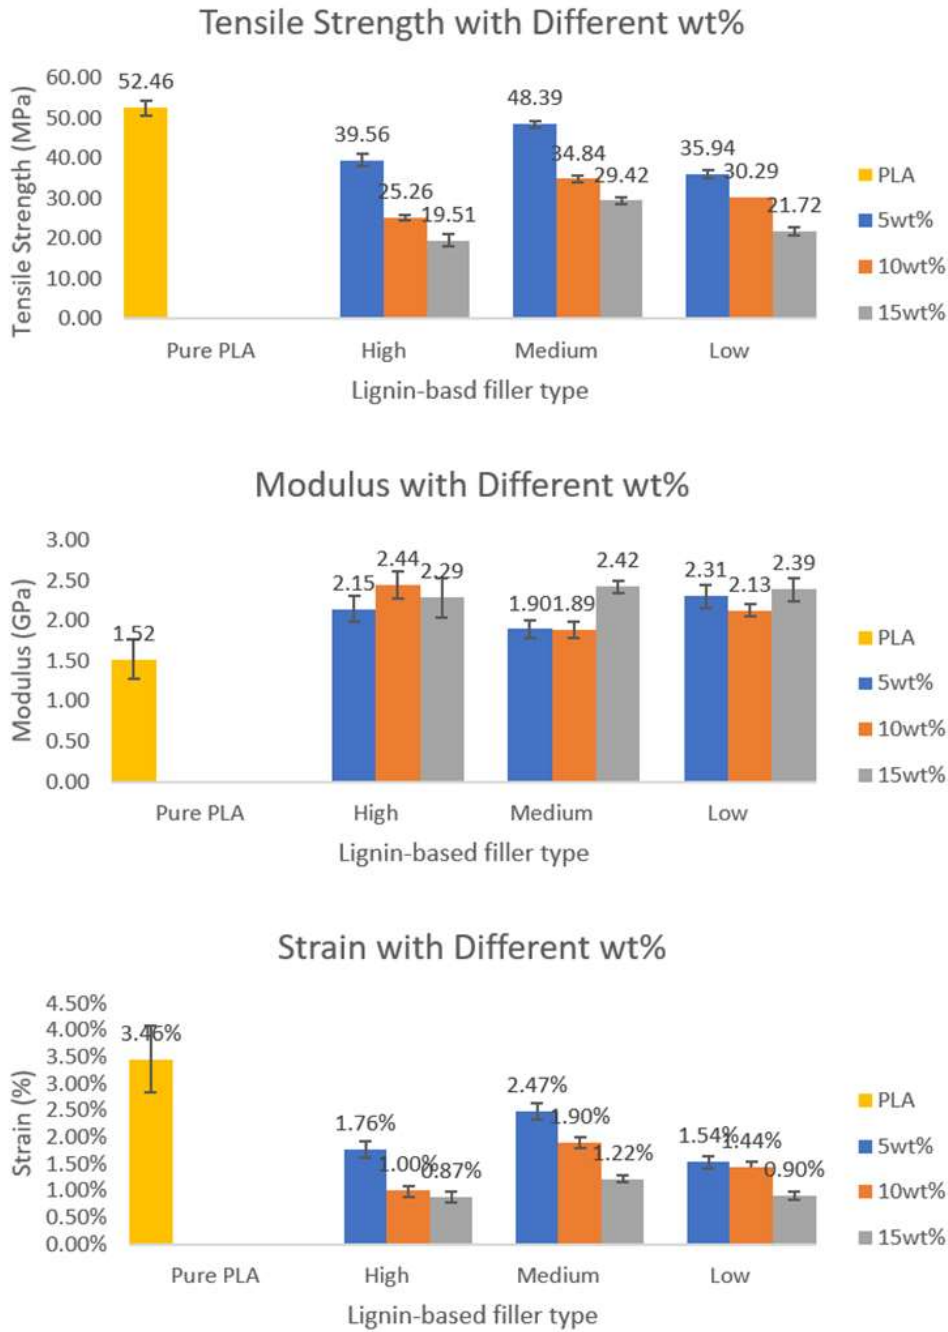 Tensile Strength with Different wt%
Tensile Strength (MPa)
60.00
50.00
40.00
30.00
20.00
10.00
0.00
52.46
39.56
25.26
19.51
48.39
34.84
29.42
35.94
30.29
21.72
Pure PLA
High
Medium
Low
Lignin-basd filler type
PLA
5wt%
10wt%
15wt%
Modulus with Different wt%
Modulus (GPa)
3.00
2.50
2.00
1.50
1.00
0.50
0.00
1.52
2.15
2.44
2.29
1.90
1.89
2.42
2.31
2.13
2.39
Pure PLA
High
Medium
Low
Lignin-based filler type
PLA
5wt%
10wt%
15wt%
Strain with Different wt%
Strain (%)
4.50%
4.00%
3.50%
3.00%
2.50%
2.00%
1.50%
1.00%
0.50%
0.00%
3.46%
1.76%
1.00%
0.87%
2.47%
1.90%
1.22%
1.54%
1.44%
0.90%
Pure PLA
High
Medium
Low
Lignin-based filler type
PLA
5wt%
10wt%
15wt%